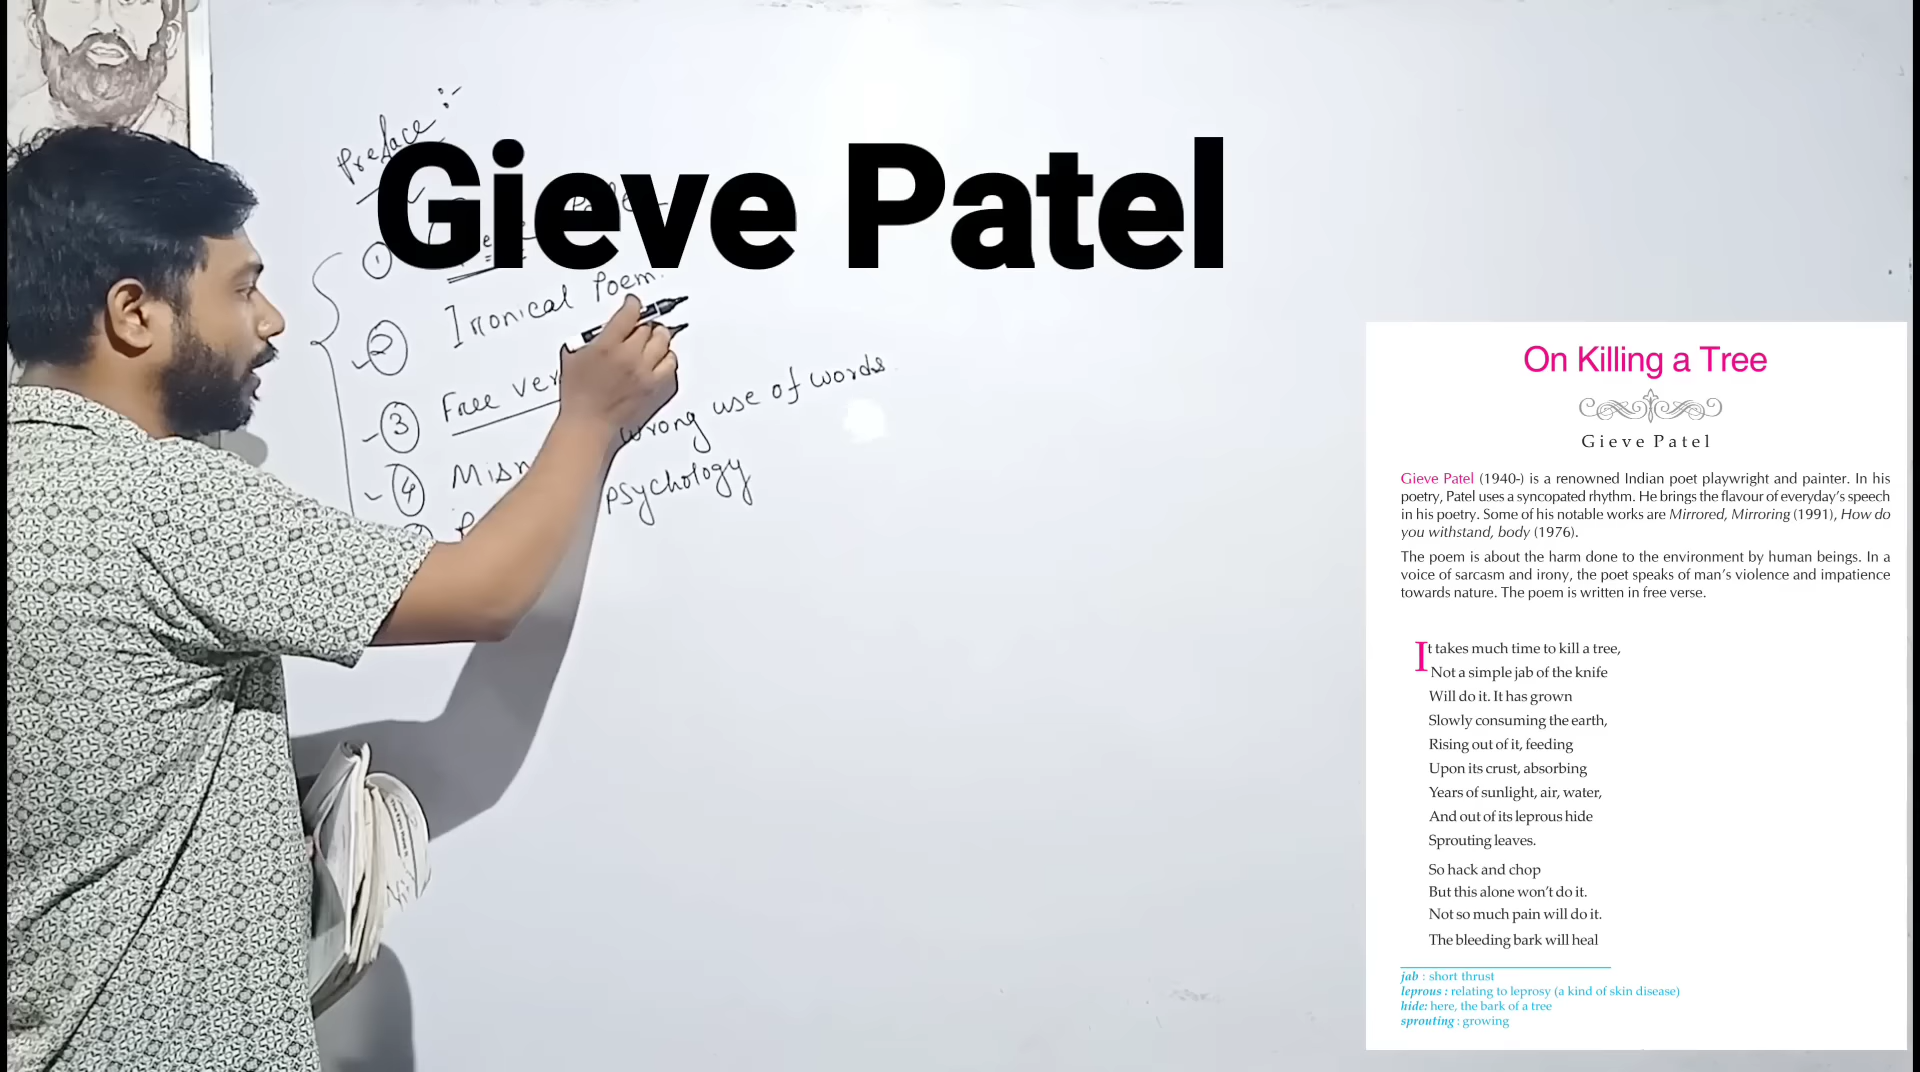 Preface :-
Gieve Patel
①
② Ironical Poem.
③ Free ver
④ Mis
wrong use of words
psychology
On Killing a Tree
Gieve Patel
Gieve Patel (1940-) is a renowned Indian poet playwright and painter. In his
poetry, Patel uses a syncopated rhythm. He brings the flavour of everyday's speech
in his poetry. Some of his notable works are Mirrored, Mirroring (1991), How do
you withstand, body (1976).
The poem is about the harm done to the environment by human beings. In a
voice of sarcasm and irony, the poet speaks of man's violence and impatience
towards nature. The poem is written in free verse.
It takes much time to kill a tree,
Not a simple jab of the knife
Will do it. It has grown
Slowly consuming the earth,
Rising out of it, feeding
Upon its crust, absorbing
Years of sunlight, air, water,
And out of its leprous hide
Sprouting leaves.
So hack and chop
But this alone won't do it.
Not so much pain will do it.
The bleeding bark will heal
jab : short thrust
leprous : relating to leprosy (a kind of skin disease)
hide: here, the bark of a tree
sprouting : growing